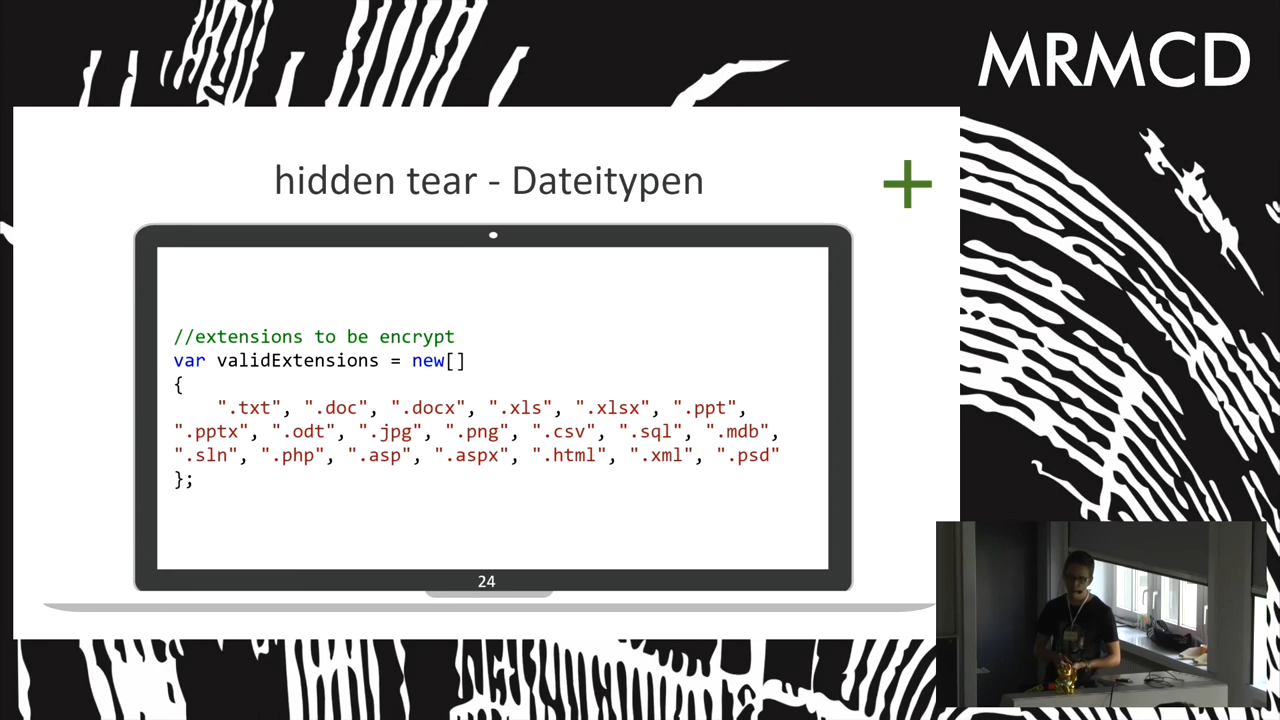 MRMCD
hidden tear - Dateitypen
//extensions to be encrypt
var validExtensions = new[]
{
".txt", ".doc", ".docx", ".xls", ".xlsx", ".ppt",
".pptx", ".odt", ".jpg", ".png", ".csv", ".sql", ".mdb",
".sln", ".php", ".asp", ".aspx", ".html", ".xml", ".psd"
};
24